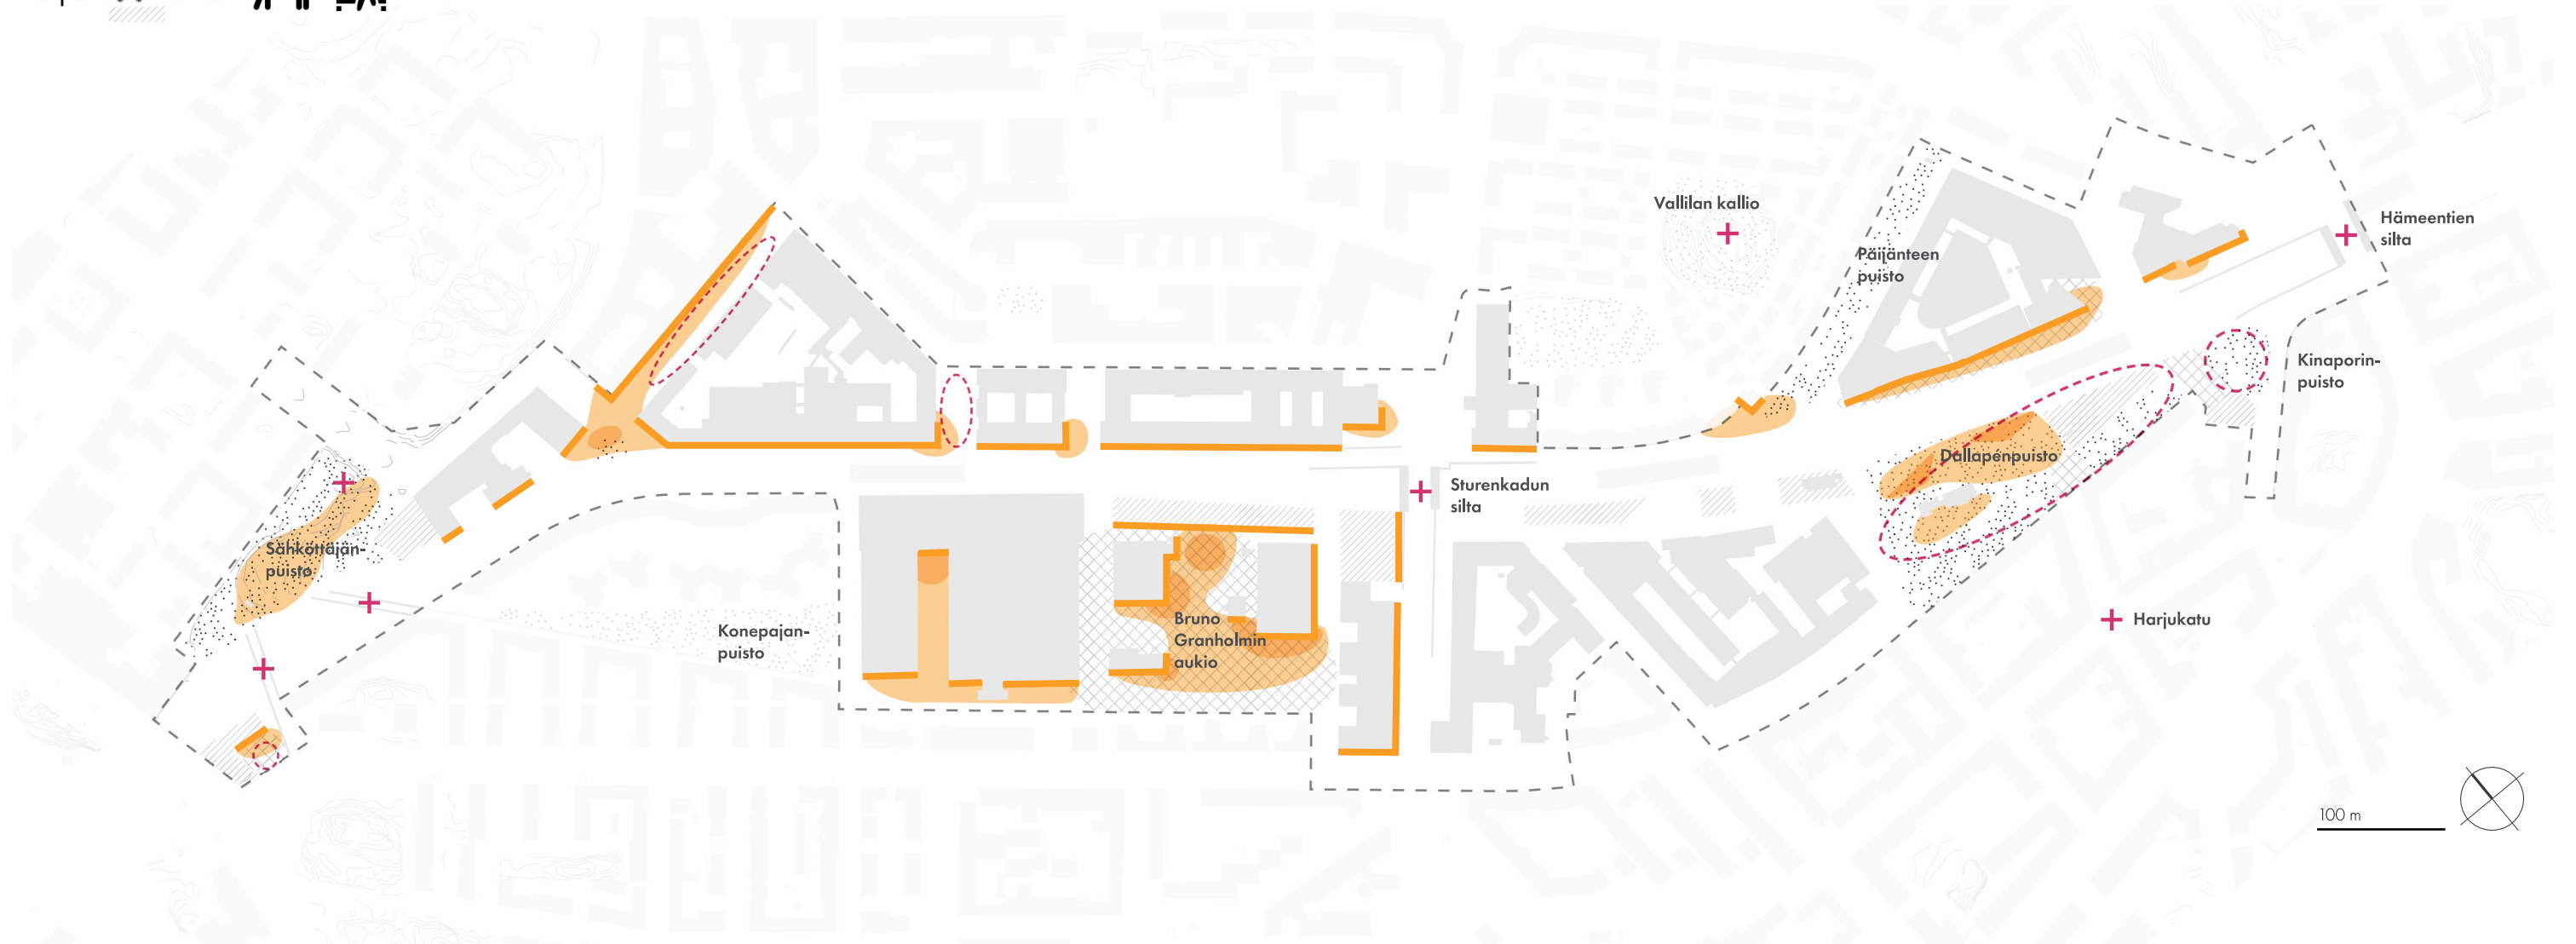 Vallilan kallio
Hämeentien
silta
Päijänteen
puisto
Kinaporin-
puisto
Dallapénpuisto
Sturenkadun
silta
Sähköttäjän-
puisto
Konepajan-
puisto
Bruno
Granholmin
aukio
Harjukatu
100 m